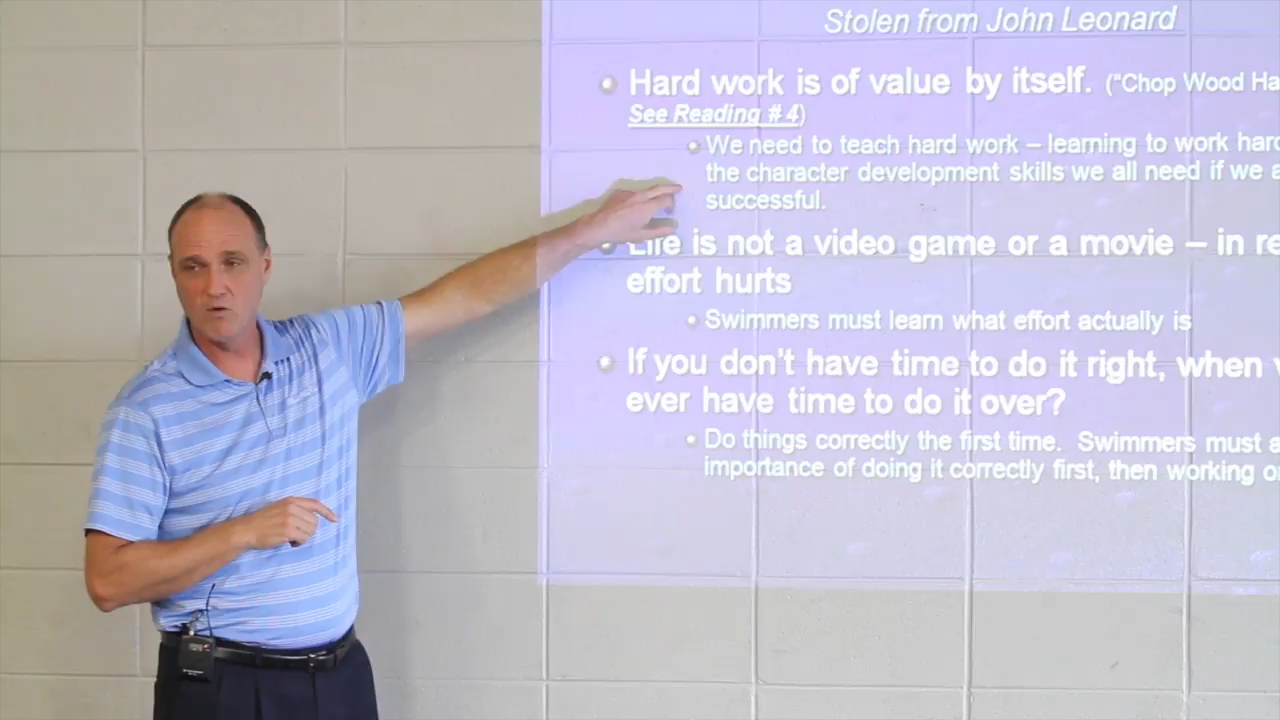 Stolen from John Leonard
Hard work is of value by itself. ("Chop Wood Ha
See Reading #4)
We need to teach hard work – learning to work hard
the character development skills we all need if we a
successful.
Life is not a video game or a movie – in re
effort hurts
Swimmers must learn what effort actually is
If you don't have time to do it right, when
ever have time to do it over?
Do things correctly the first time. Swimmers must a
importance of doing it correctly first, then working o